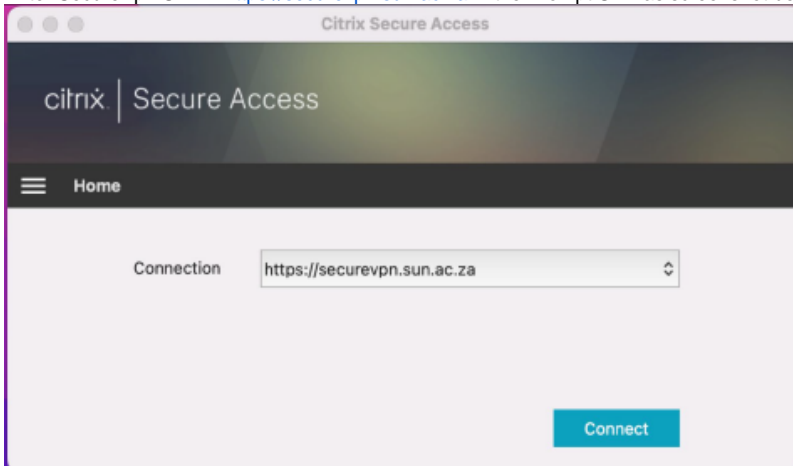 Citrix Secure Access
citrix. | Secure Access
Home
Connection https://securevpn.sun.ac.za
Connect